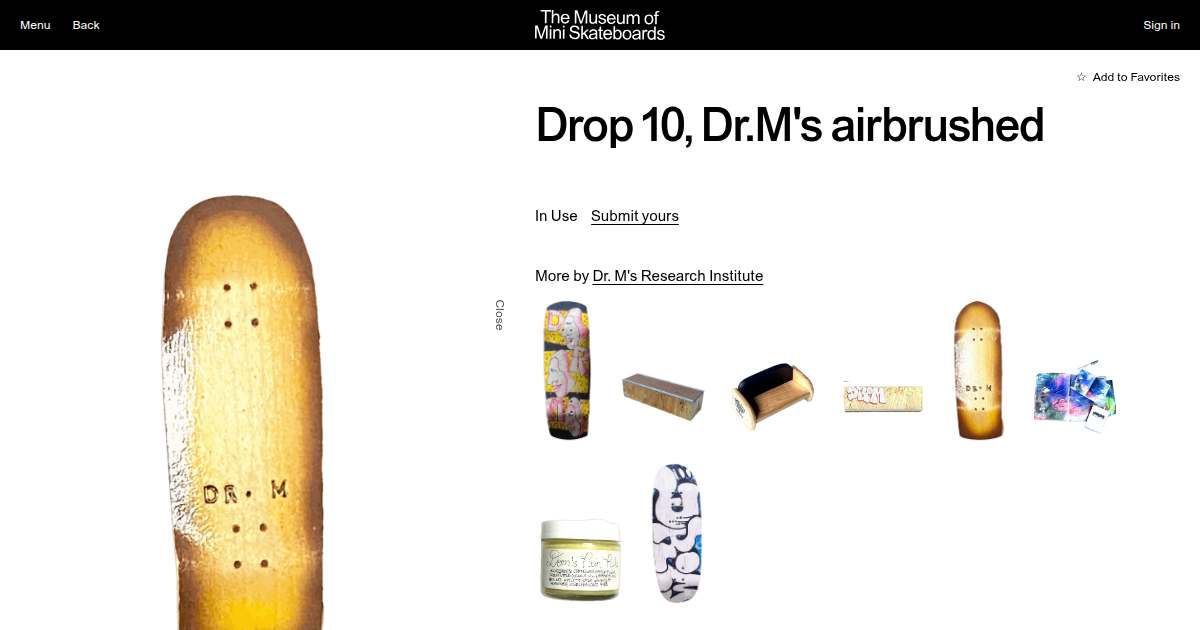 Menu
Back
The Museum of
Mini Skateboards
Sign in
☆ Add to Favorites
Drop 10, Dr.M's airbrushed
In Use Submit yours
More by Dr. M's Research Institute
Close
DR. M
DR. M